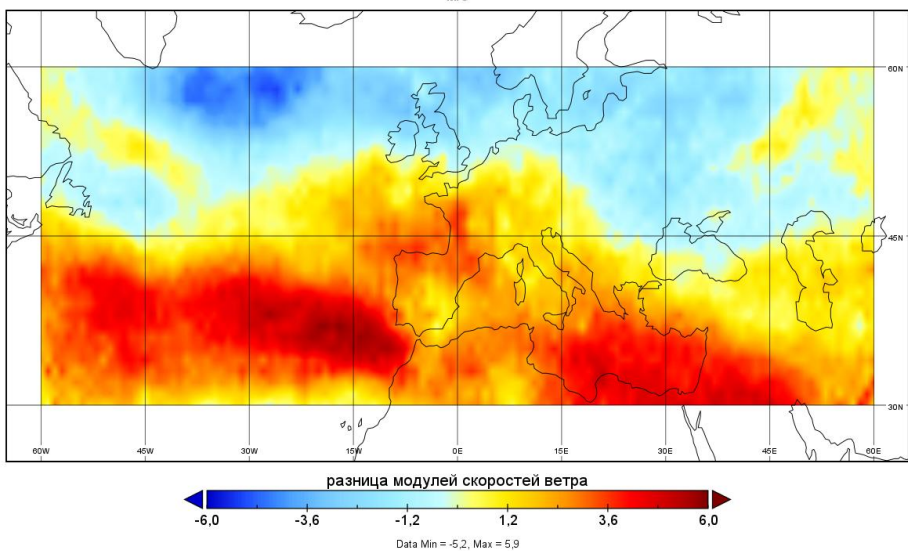 60N
45N
30N
60W 45W 30W 15W 0E 15E 30E 45E 60E
разница модулей скоростей ветра
-6,0 -3,6 -1,2 1,2 3,6 6,0
Data Min = -5,2, Max = 5,9